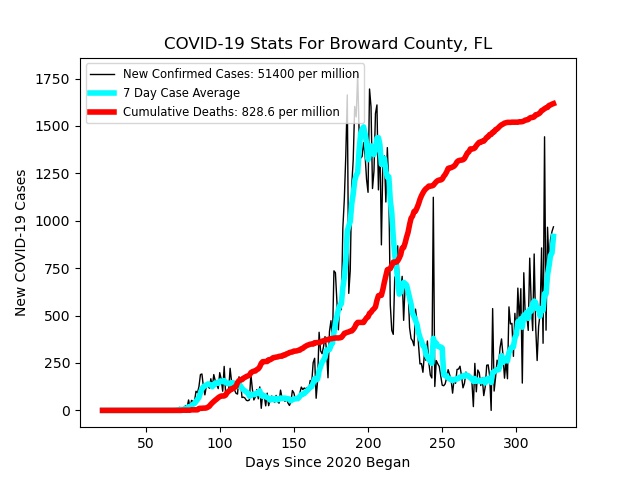 COVID-19 Stats For Broward County, FL
New Confirmed Cases: 51400 per million
7 Day Case Average
Cumulative Deaths: 828.6 per million
New COVID-19 Cases
1750
1500
1250
1000
750
500
250
0
50 100 150 200 250 300
Days Since 2020 Began